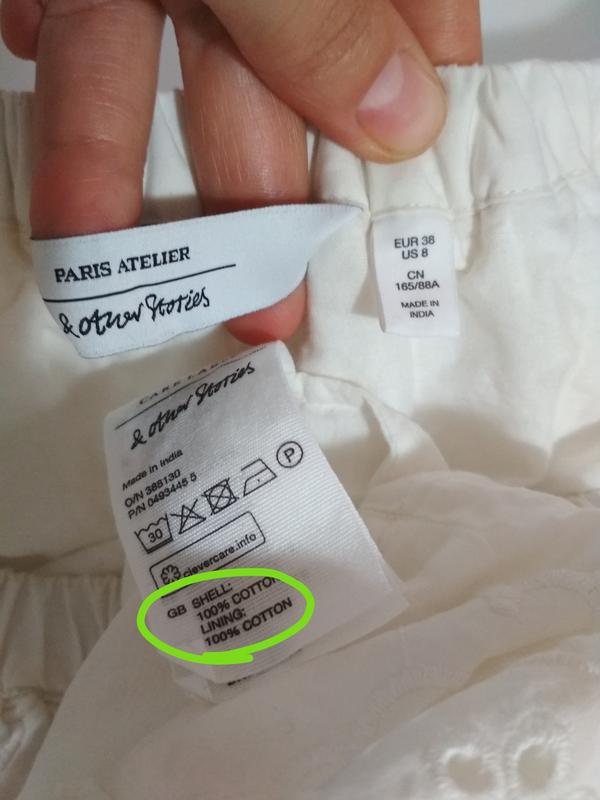 PARIS ATELIER
& other Stories
EUR 38
US 8
CN
165/88A
MADE IN
INDIA
& other Stories
Made in India
O/N 388130
P/N 0493445 5
30
P
clevercare.info
GB SHELL:
100% COTTON
LINING:
100% COTTON